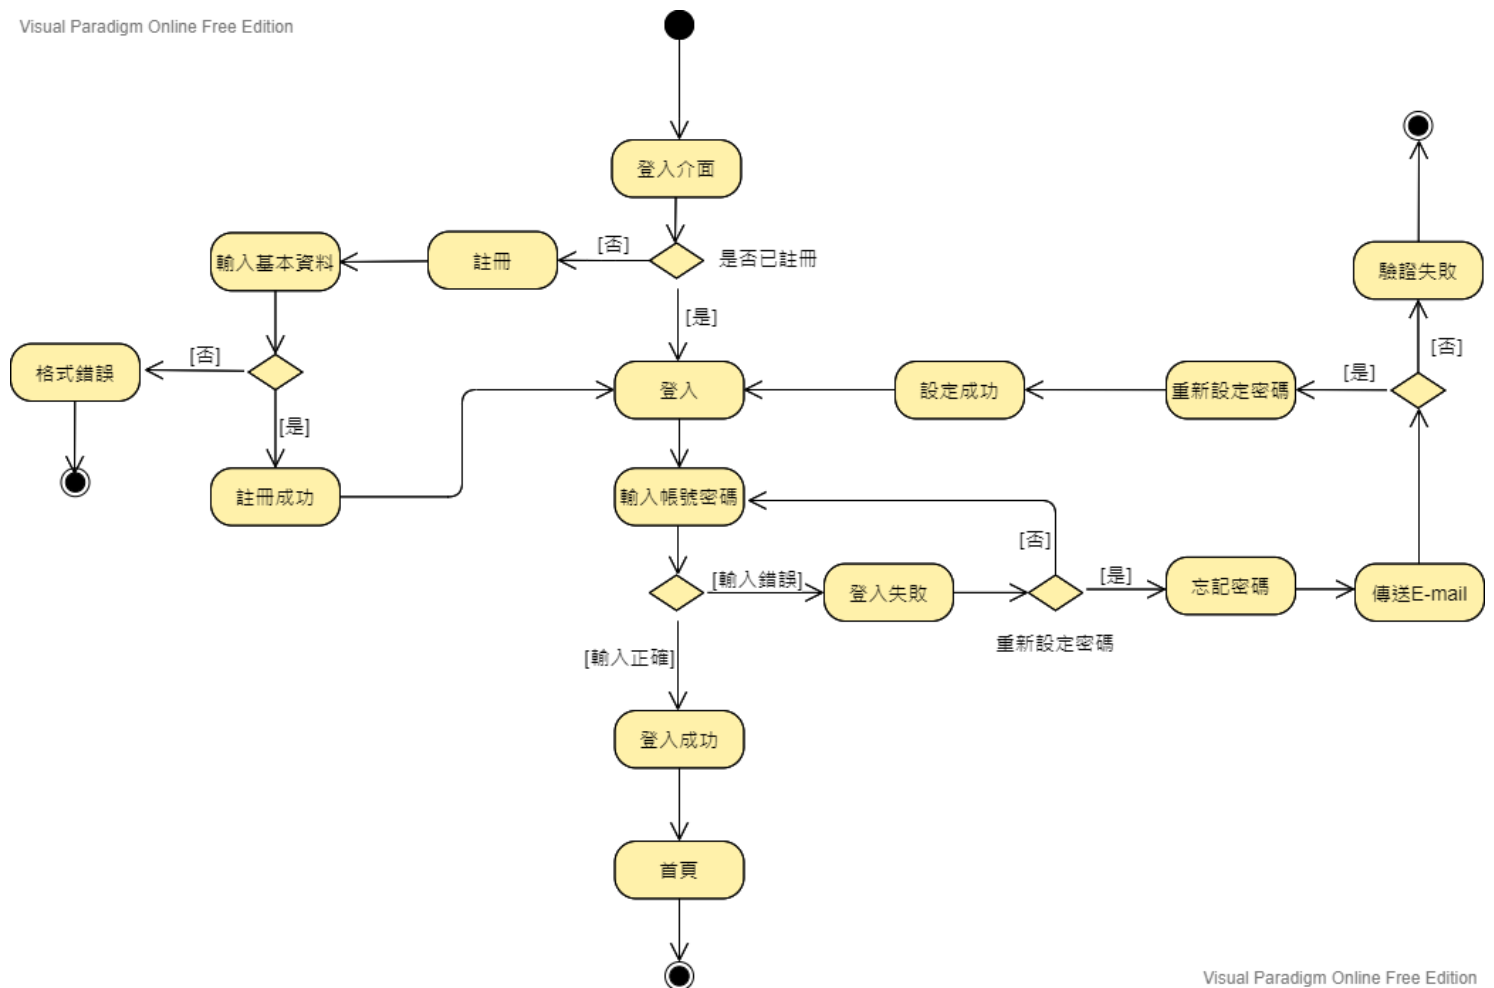 Visual Paradigm Online Free Edition
登入介面
是否已註冊
[否]
註冊
輸入基本資料
[否]
格式錯誤
[是]
註冊成功
[是]
登入
設定成功
重新設定密碼
[是]
[否]
驗證失敗
輸入帳號密碼
[輸入錯誤]
登入失敗
[否]
[是]
重新設定密碼
忘記密碼
傳送E-mail
[輸入正確]
登入成功
首頁
Visual Paradigm Online Free Edition